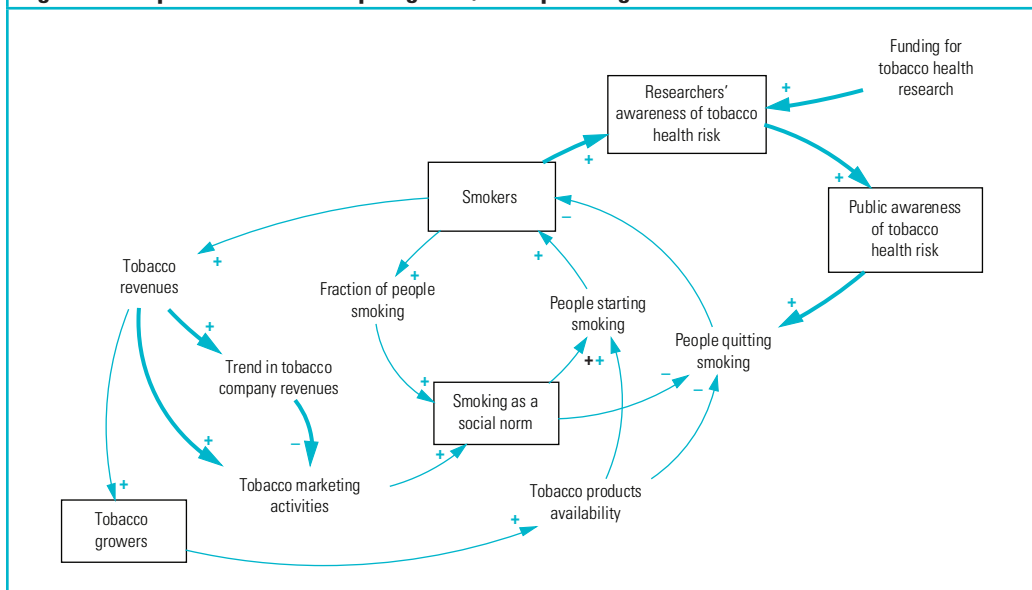 Funding for
tobacco health
research
+
Researchers'
awareness of tobacco
health risk
+
+
Public awareness
of tobacco
health risk
Smokers
−
+
+
Tobacco
revenues
+
Fraction of people
smoking
+
People starting
smoking
+
People quitting
smoking
+
Trend in tobacco
company revenues
++
−
−
+
Smoking as a
social norm
+
−
+
Tobacco marketing
activities
+
Tobacco products
availability
+
Tobacco
growers